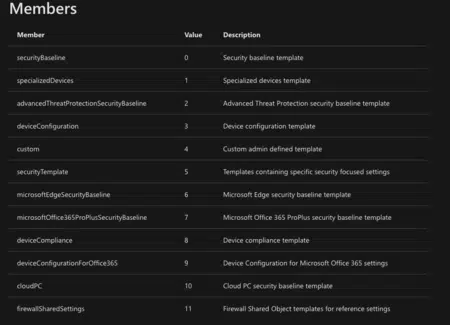 Members
Member Value Description
securityBaseline 0 Security baseline template
specializedDevices 1 Specialized devices template
advancedThreatProtectionSecurityBaseline 2 Advanced Threat Protection security baseline template
deviceConfiguration 3 Device configuration template
custom 4 Custom admin defined template
securityTemplate 5 Templates containing specific security focused settings
microsoftEdgeSecurityBaseline 6 Microsoft Edge security baseline template
microsoftOffice365ProPlusSecurityBaseline 7 Microsoft Office 365 ProPlus security baseline template
deviceCompliance 8 Device compliance template
deviceConfigurationForOffice365 9 Device Configuration for Microsoft Office 365 settings
cloudPC 10 Cloud PC security baseline template
firewallSharedSettings 11 Firewall Shared Object templates for reference settings